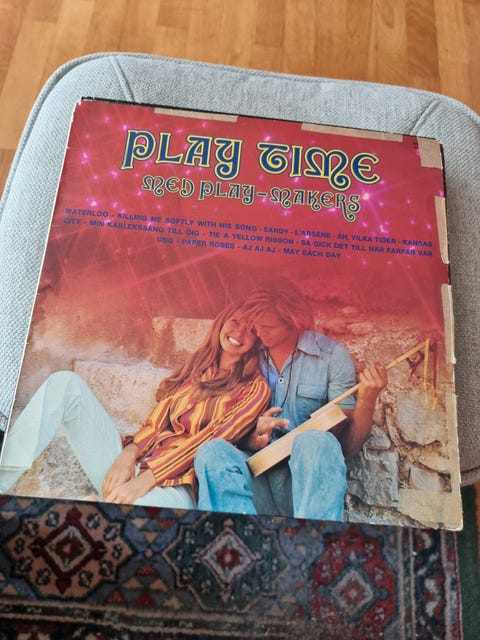 PLAY TIME
MED PLAY-MAKERS
WATERLOO - KILLING ME SOFTLY WITH HIS SONG - SANDY - L'ARSENE - AH, VILKA TIDER - KANSAS
CITY - MIN KÄRLEKSSÅNG TILL DIG - TIE A YELLOW RIBBON - SÅ GICK DET TILL NÄR FARFAR VAR
UNG - PAPER ROSES - AJ AJ AJ - MAY EACH DAY